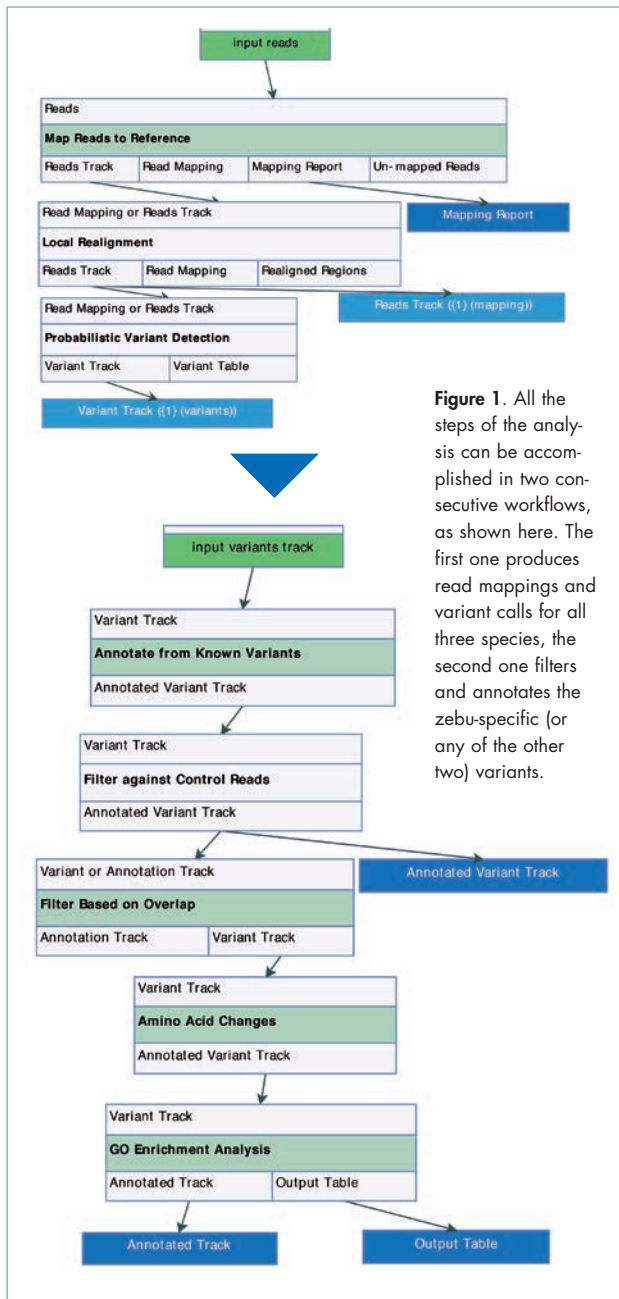 input reads
Reads
Map Reads to Reference
Reads Track Read Mapping Mapping Report Un-mapped Reads
Mapping Report
Read Mapping or Reads Track
Local Realignment
Reads Track Read Mapping Realigned Regions
Reads Track ({1} (mapping))
Read Mapping or Reads Track
Probabilistic Variant Detection
Variant Track Variant Table
Variant Track ({1} (variants))
Figure 1. All the
steps of the analy-
sis can be accom-
plished in two con-
secutive workflows,
as shown here. The
first one produces
read mappings and
variant calls for all
three species, the
second one filters
and annotates the
zebu-specific (or
any of the other
two) variants.
input variants track
Variant Track
Annotate from Known Variants
Annotated Variant Track
Variant Track
Filter against Control Reads
Annotated Variant Track
Annotated Variant Track
Variant or Annotation Track
Filter Based on Overlap
Annotation Track Variant Track
Variant Track
Amino Acid Changes
Annotated Variant Track
Variant Track
GO Enrichment Analysis
Annotated Track Output Table
Annotated Track
Output Table